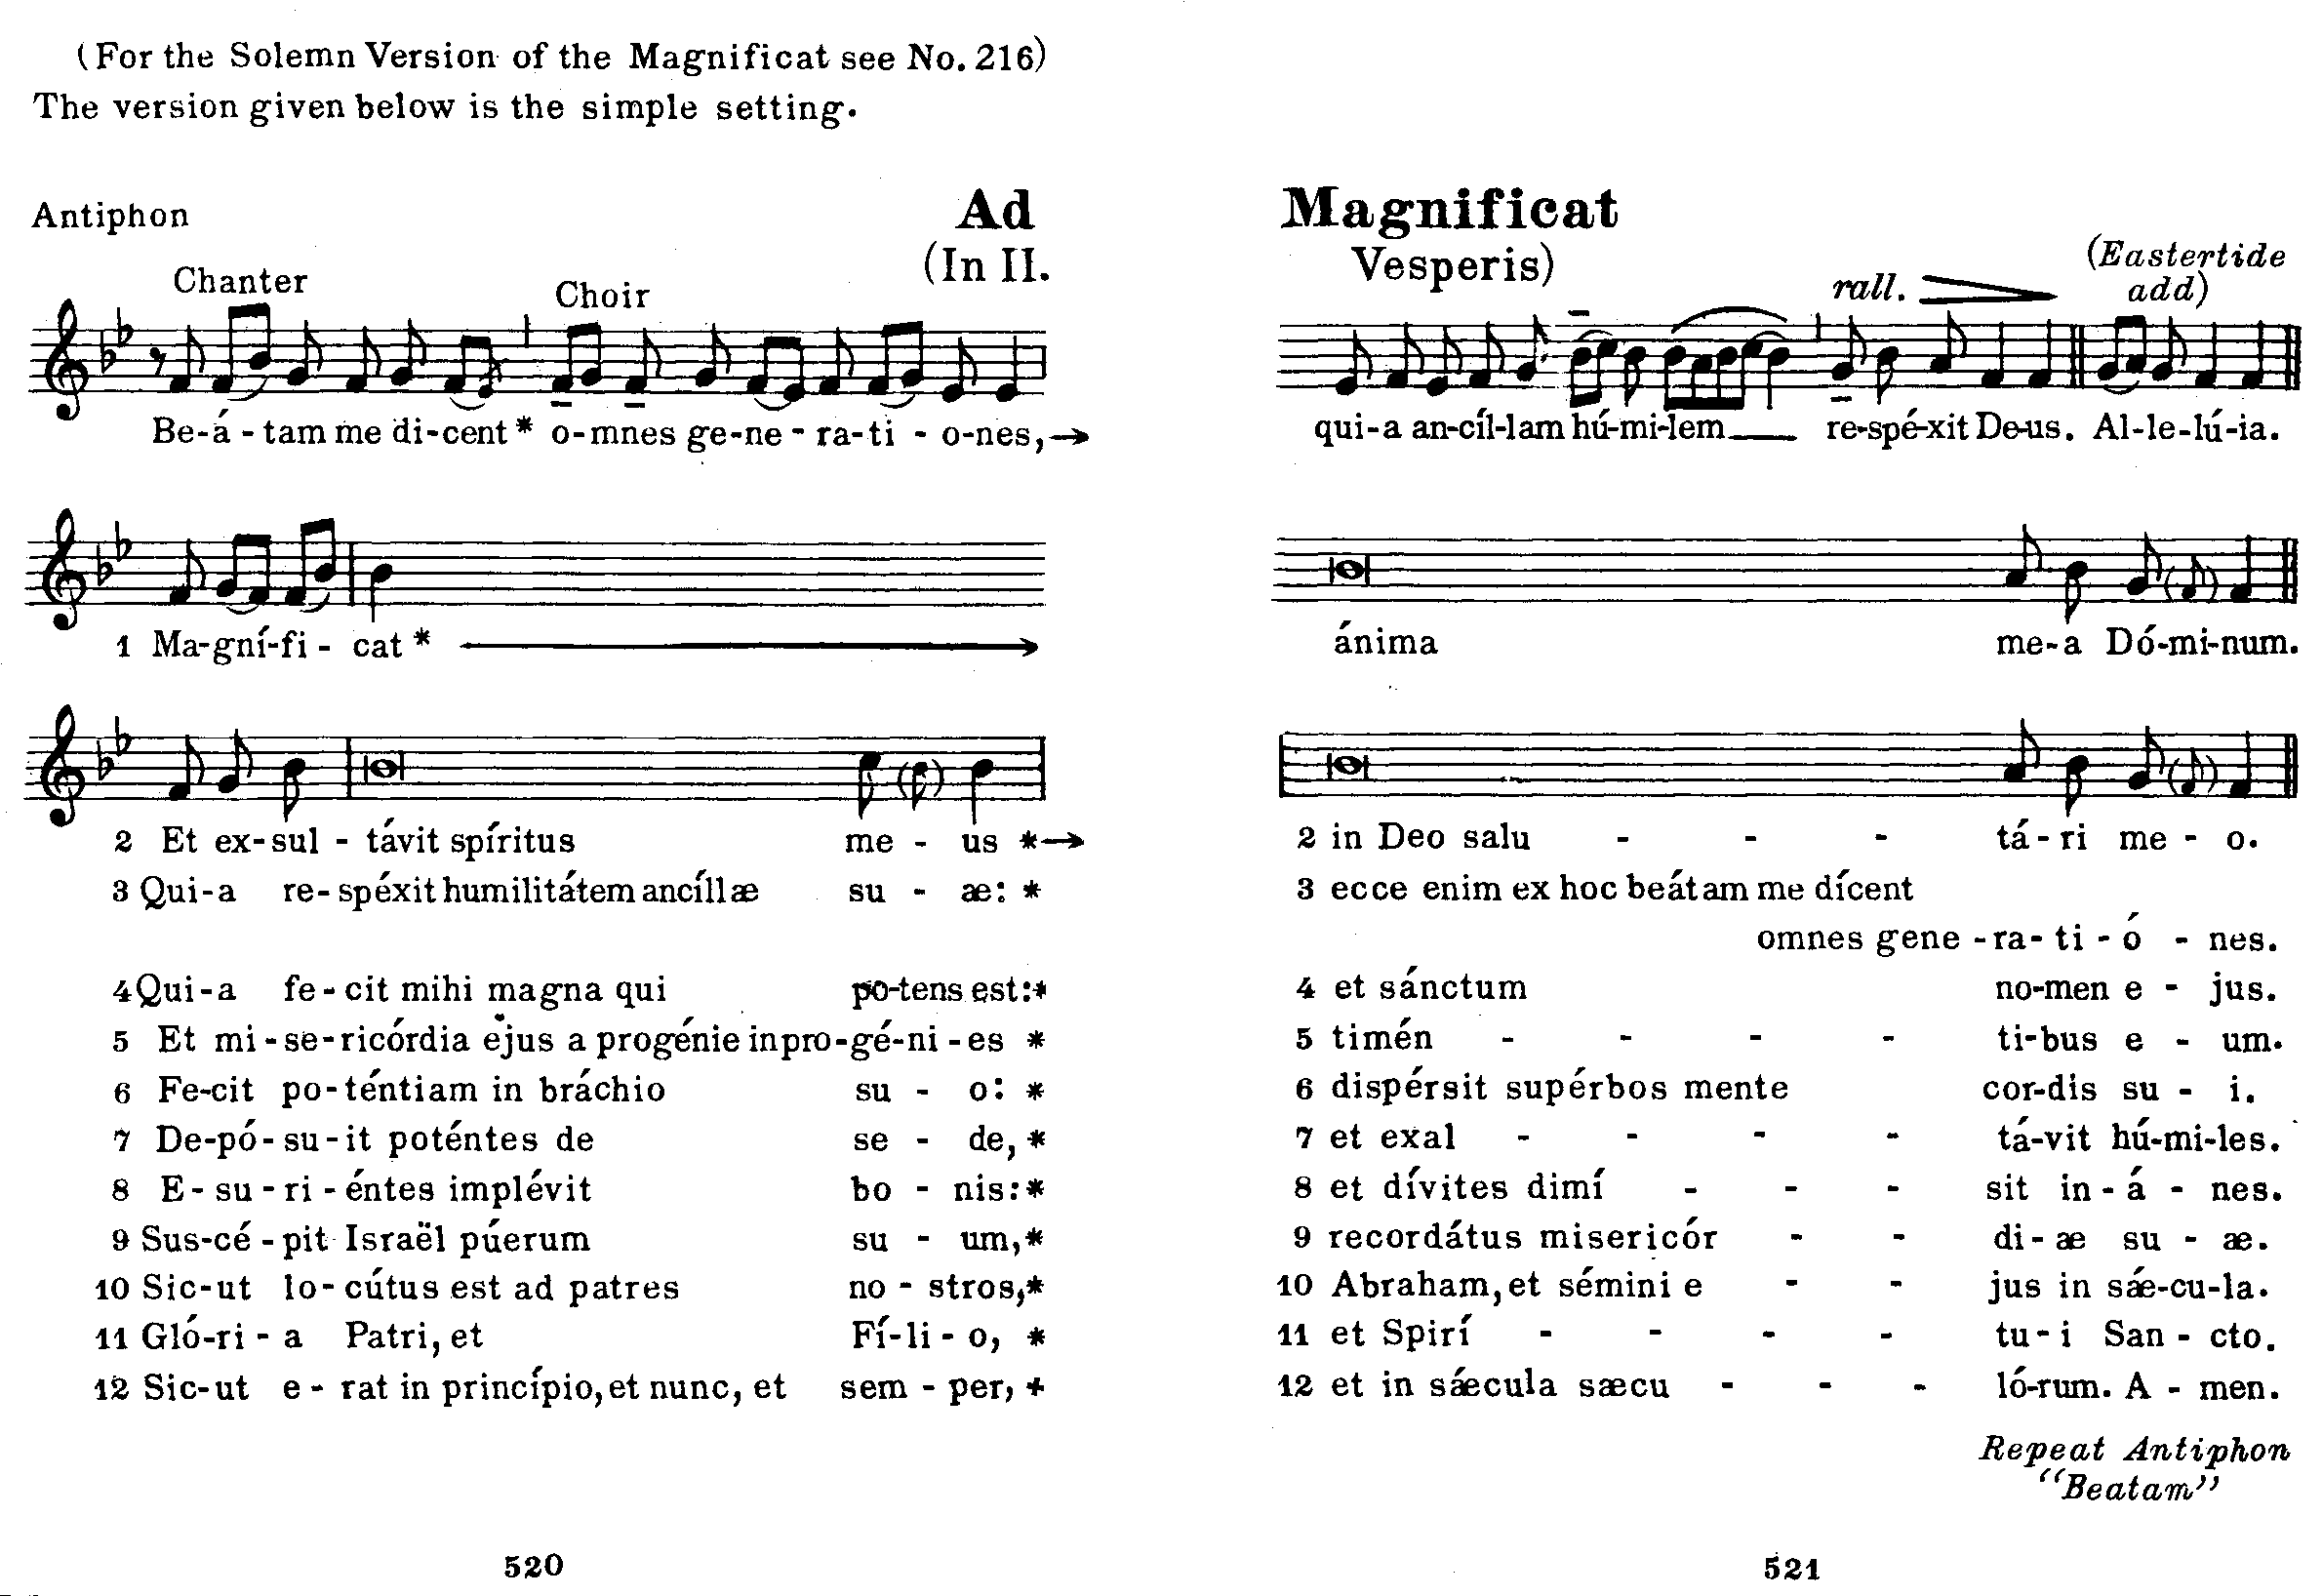 (For the Solemn Version of the Magnificat see No. 216)
The version given below is the simple setting.
Antiphon
Ad Magnificat
(In II. Vesperis)
Chanter
Choir
rall.
(Eastertide
add)
Be-á-tam me di-cent * o-mnes ge-ne-ra-ti-o-nes,→
qui-a an-cíl-lam hú-mi-lem re-spé-xit De-us. Al-le-lú-ia.
1 Ma-gní-fi-cat *
ánima me-a Dó-mi-num.
2 Et ex-sul-távit spíritus me-us *→
3 Qui-a re-spéxit humilitátem ancíllæ su-æ: *
4 Qui-a fe-cit mihi magna qui po-tens est:*
5 Et mi-se-ricórdia ejus a progénie in pro-gé-ni-es *
6 Fe-cit po-téntiam in bráchio su-o: *
7 De-pó-su-it poténtes de se-de, *
8 E-su-ri-éntes implévit bo-nis:*
9 Sus-cé-pit Israël púerum su-um,*
10 Sic-ut lo-cútus est ad patres no-stros,*
11 Gló-ri-a Patri, et Fí-li-o, *
12 Sic-ut e-rat in princípio, et nunc, et sem-per, +
2 in Deo salu - - - tá-ri me-o.
3 ecce enim ex hoc beátam me dícent
omnes gene-ra-ti-ó-nes.
4 et sánctum no-men e-jus.
5 timén - - - - ti-bus e-um.
6 dispérsit supérbos mente cor-dis su-i.
7 et exal - - - - tá-vit hú-mi-les.
8 et dívites dimí - - - sit in-á-nes.
9 recordátus misericór - - di-æ su-æ.
10 Abraham, et sémini e - - jus in sǽ-cu-la.
11 et Spirí - - - - tu-i San-cto.
12 et in sǽcula sæcu - - - ló-rum. A-men.
Repeat Antiphon
"Beatam"
520
521